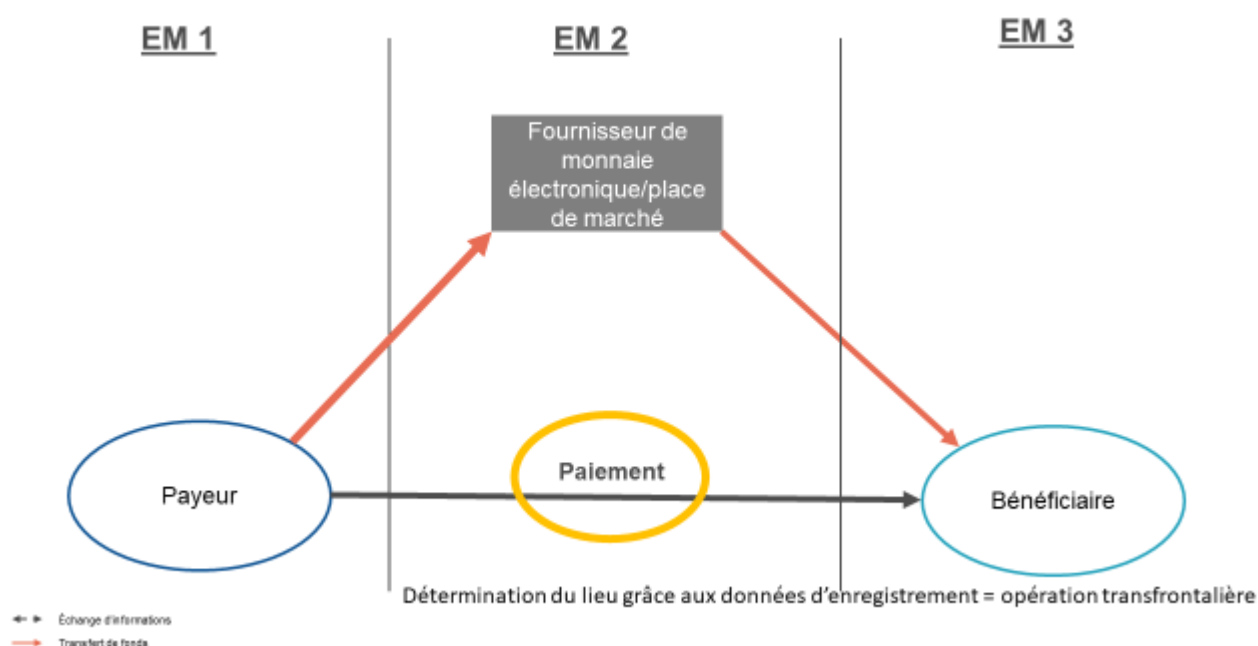 EM 1
EM 2
EM 3
Fournisseur de
monnaie
électronique/place
de marché
Payeur
Paiement
Bénéficiaire
Détermination du lieu grâce aux données d’enregistrement = opération transfrontalière
Échange d'informations
Transfert de fonds